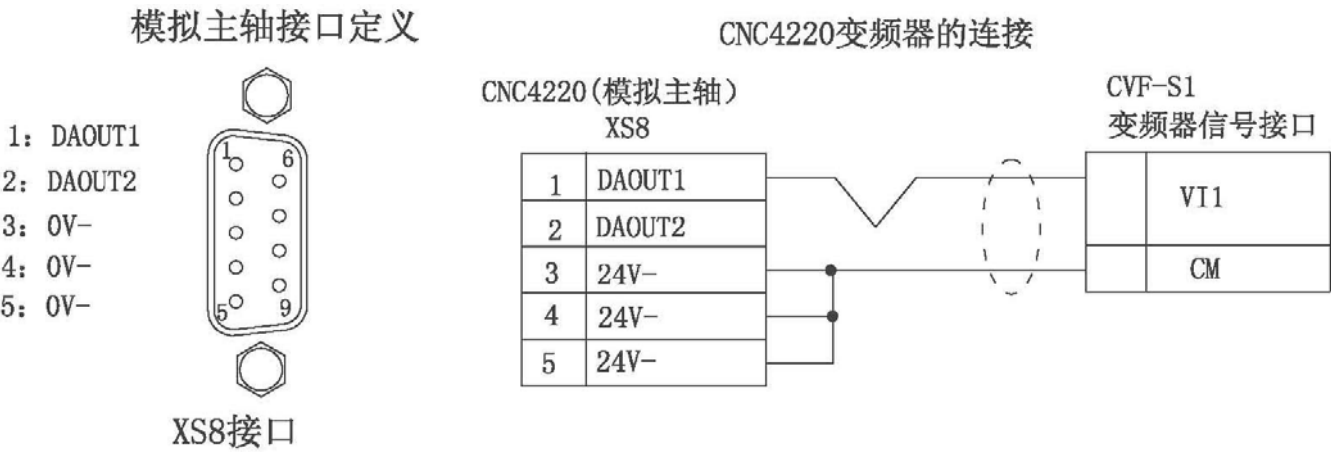 模拟主轴接口定义
1: DAOUT1
2: DAOUT2
3: 0V-
4: 0V-
5: 0V-
1
6
5
9
XS8接口
CNC4220变频器的连接
CNC4220(模拟主轴)
XS8
1 DAOUT1
2 DAOUT2
3 24V-
4 24V-
5 24V-
CVF-S1
变频器信号接口
VI1
CM